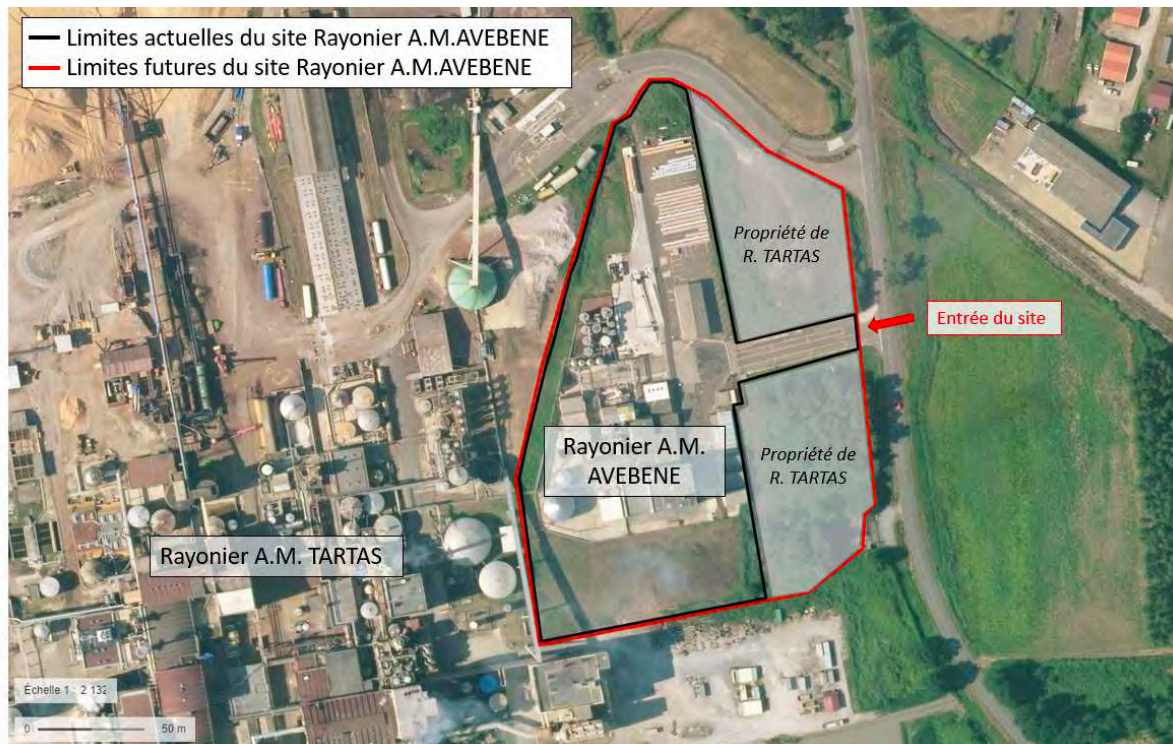 Limites actuelles du site Rayonier A.M.AVEBENE
Limites futures du site Rayonier A.M.AVEBENE
Propriété de
R. TARTAS
Entrée du site
Rayonier A.M.
AVEBENE
Propriété de
R. TARTAS
Rayonier A.M. TARTAS
Échelle 1 : 2 132
0 50 m